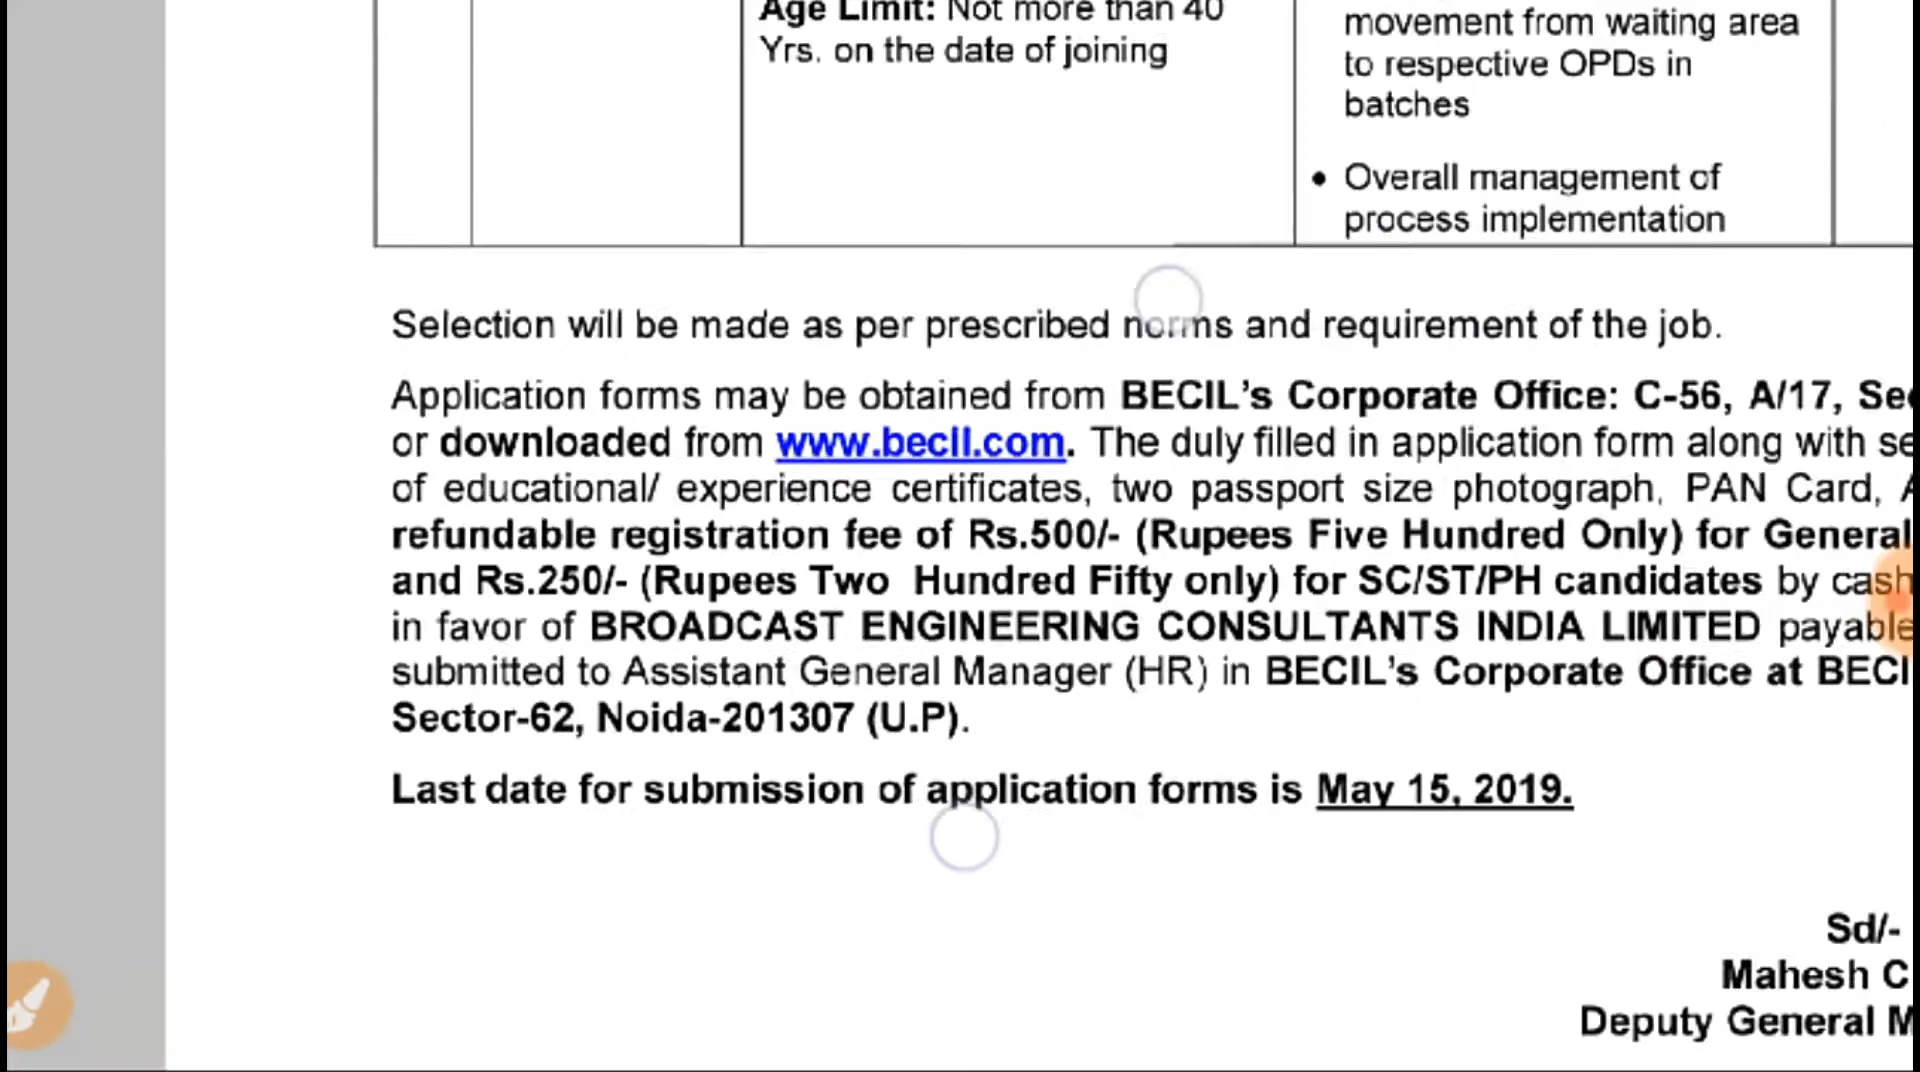 Age Limit: Not more than 40
Yrs. on the date of joining
movement from waiting area
to respective OPDs in
batches
• Overall management of
process implementation
Selection will be made as per prescribed norms and requirement of the job.
Application forms may be obtained from BECIL's Corporate Office: C-56, A/17, Sec
or downloaded from www.becil.com. The duly filled in application form along with se
of educational/ experience certificates, two passport size photograph, PAN Card, A
refundable registration fee of Rs.500/- (Rupees Five Hundred Only) for General
and Rs.250/- (Rupees Two Hundred Fifty only) for SC/ST/PH candidates by cash
in favor of BROADCAST ENGINEERING CONSULTANTS INDIA LIMITED payable
submitted to Assistant General Manager (HR) in BECIL's Corporate Office at BECI
Sector-62, Noida-201307 (U.P).
Last date for submission of application forms is May 15, 2019.
Sd/-
Mahesh C
Deputy General M